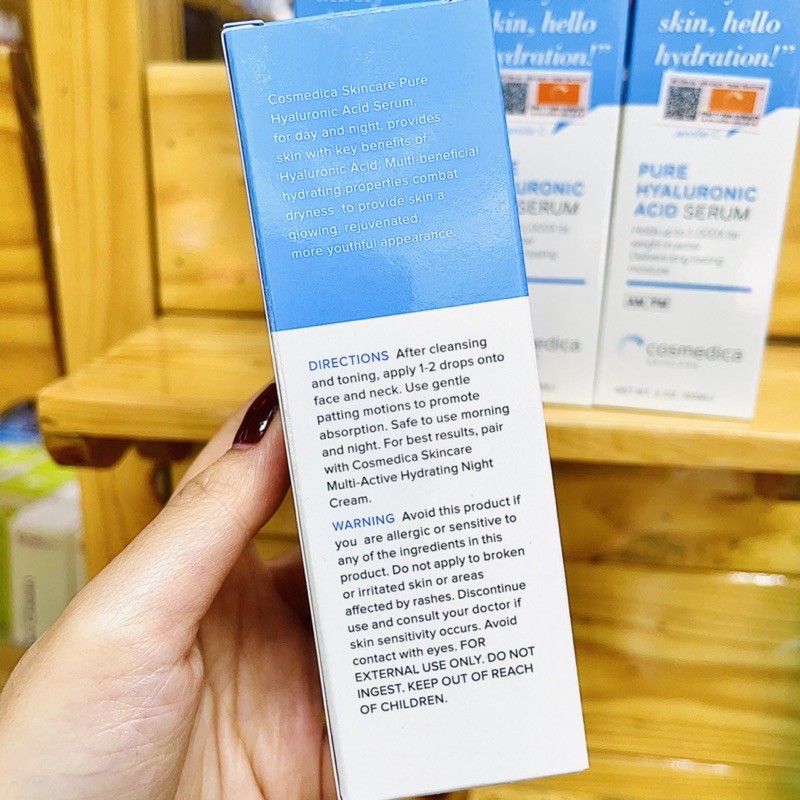 Cosmedica Skincare Pure
Hyaluronic Acid Serum,
for day and night, provides
skin with key benefits of
Hyaluronic Acid. Multi-beneficial
hydrating properties combat
dryness to provide skin a
glowing, rejuvenated,
more youthful appearance.
DIRECTIONS After cleansing
and toning, apply 1-2 drops onto
face and neck. Use gentle
patting motions to promote
absorption. Safe to use morning
and night. For best results, pair
with Cosmedica Skincare
Multi-Active Hydrating Night
Cream.
WARNING Avoid this product if
you are allergic or sensitive to
any of the ingredients in this
product. Do not apply to broken
or irritated skin or areas
affected by rashes. Discontinue
use and consult your doctor if
skin sensitivity occurs. Avoid
contact with eyes. FOR
EXTERNAL USE ONLY. DO NOT
INGEST. KEEP OUT OF REACH
OF CHILDREN.
skin, hello
hydration!"
URONIC
SERUM
skin, hello
hydration!"
PURE
HYALURONIC
ACID SERUM
AM/PM
cosmedica
SKINCARE